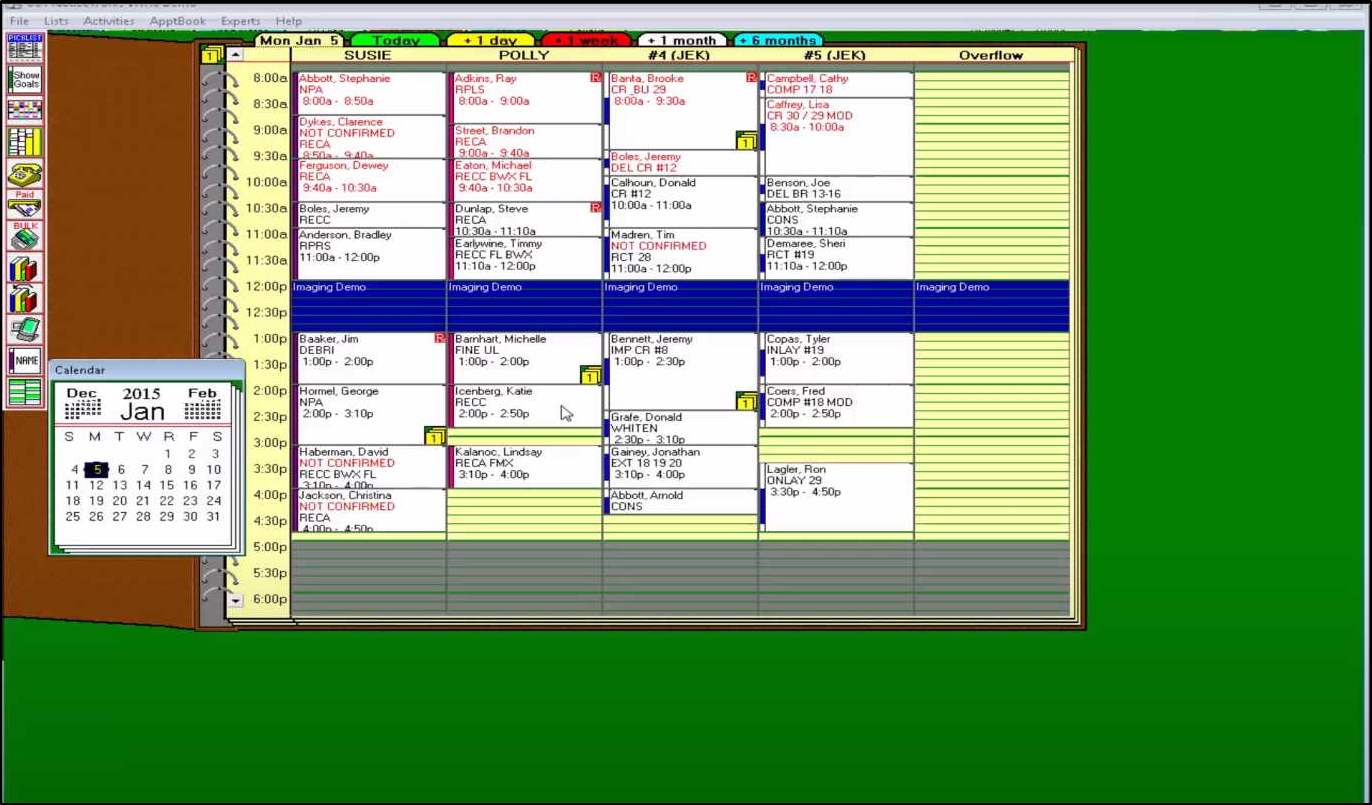 File Lists Activities ApptBook Experts Help
PICKLIST
Show Goals
Paid
BULK
NAME
Mon Jan 5 Today + 1 day + 1 week + 1 month + 6 months
1
SUSIE POLLY #4 (JEK) #5 (JEK) Overflow
8:00a
8:30a
9:00a
9:30a
10:00a
10:30a
11:00a
11:30a
12:00p
12:30p
1:00p
1:30p
2:00p
2:30p
3:00p
3:30p
4:00p
4:30p
5:00p
5:30p
6:00p
Abbott, Stephanie
NPA
8:00a - 8:50a
Dykes, Clarence
NOT CONFIRMED
RECA
8:50a - 9:40a
Ferguson, Dewey
RECA
9:40a - 10:30a
Boles, Jeremy
RECC
Anderson, Bradley
RPRS
11:00a - 12:00p
Imaging Demo
Baaker, Jim R
DEBRI
1:00p - 2:00p
Hormel, George
NPA
2:00p - 3:10p
1
Haberman, David
NOT CONFIRMED
RECC BWX FL
3:10p - 4:00p
Jackson, Christina
NOT CONFIRMED
RECA
4:00p - 4:50p
Adkins, Ray R
RPLS
8:00a - 9:00a
Street, Brandon
RECA
9:00a - 9:40a
Eaton, Michael
RECC BWX FL
9:40a - 10:30a
Dunlap, Steve R
RECA
10:30a - 11:10a
Earlywine, Timmy
RECC FL BWX
11:10a - 12:00p
Imaging Demo
Barnhart, Michelle
FINE UL
1:00p - 2:00p
1
Icenberg, Katie
RECC
2:00p - 2:50p
Kalanoc, Lindsay
RECA FMX
3:10p - 4:00p
Banta, Brooke R
CR_BU 29
8:00a - 9:30a
1
Boles, Jeremy
DEL CR #12
Calhoun, Donald
CR #12
10:00a - 11:00a
Madren, Tim
NOT CONFIRMED
RCT 28
11:00a - 12:00p
Imaging Demo
Bennett, Jeremy
IMP CR #8
1:00p - 2:30p
1
Grafe, Donald
WHITEN
2:30p - 3:10p
Gainey, Jonathan
EXT 18 19 20
3:10p - 4:00p
Abbott, Arnold
CONS
Campbell, Cathy
COMP 17 18
Caffrey, Lisa
CR 30 / 29 MOD
8:30a - 10:00a
Benson, Joe
DEL BR 13-16
Abbott, Stephanie
CONS
10:30a - 11:10a
Demaree, Sheri
RCT #19
11:10a - 12:00p
Imaging Demo
Copas, Tyler
INLAY #19
1:00p - 2:00p
Coers, Fred
COMP #18 MOD
2:00p - 2:50p
Lagler, Ron
ONLAY 29
3:30p - 4:50p
Imaging Demo
Calendar
Dec 2015 Feb
Jan
S M T W R F S
1 2 3
4 5 6 7 8 9 10
11 12 13 14 15 16 17
18 19 20 21 22 23 24
25 26 27 28 29 30 31